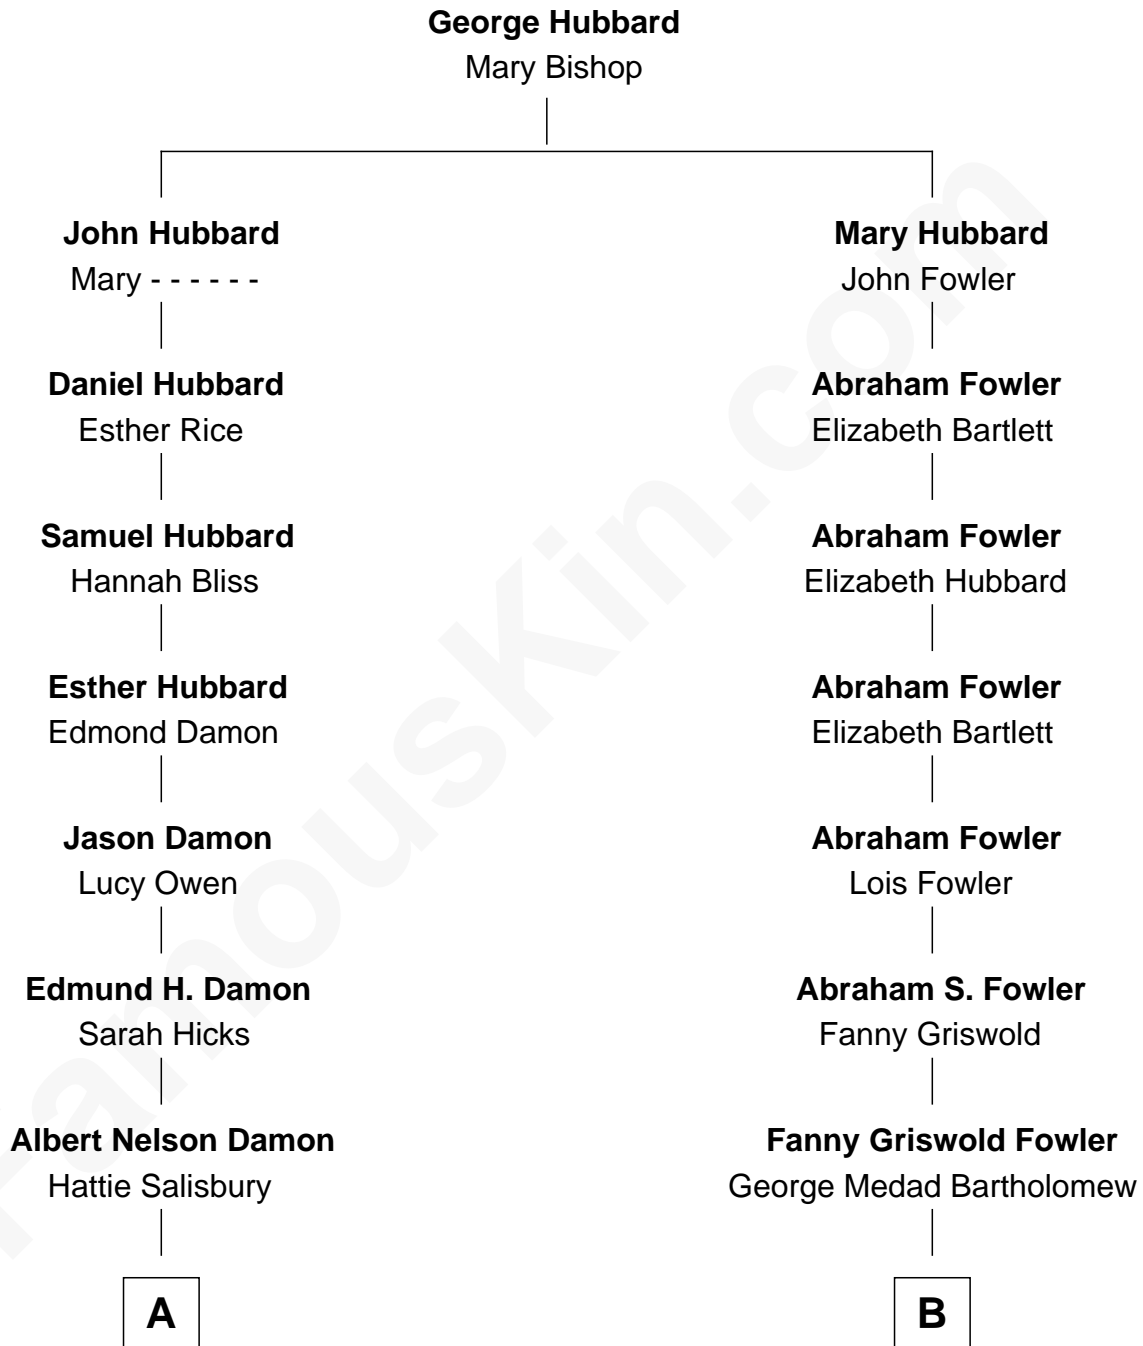 George Hubbard
Mary Bishop
John Hubbard
Mary - - - - - -
Mary Hubbard
John Fowler
Daniel Hubbard
Esther Rice
Abraham Fowler
Elizabeth Bartlett
Samuel Hubbard
Hannah Bliss
Abraham Fowler
Elizabeth Hubbard
Esther Hubbard
Edmond Damon
Abraham Fowler
Elizabeth Bartlett
Jason Damon
Lucy Owen
Abraham Fowler
Lois Fowler
Edmund H. Damon
Sarah Hicks
Abraham S. Fowler
Fanny Griswold
Albert Nelson Damon
Hattie Salisbury
Fanny Griswold Fowler
George Medad Bartholomew
A
B
FamousKin.com